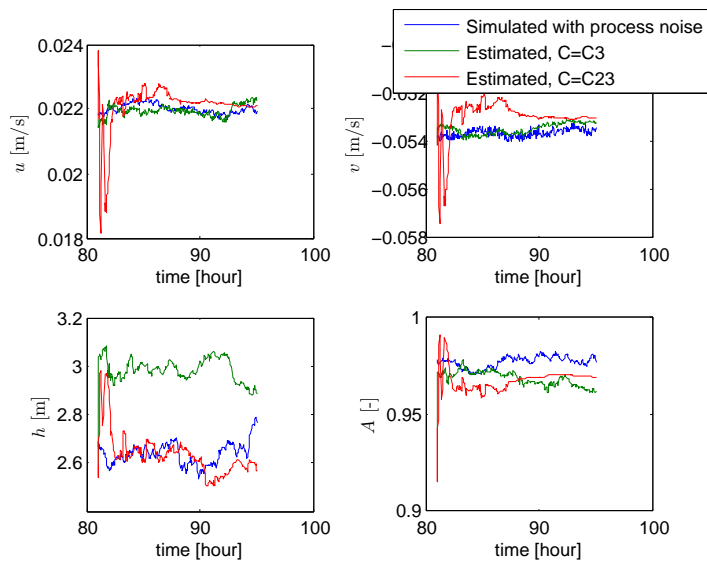 Simulated with process noise
Estimated, C=C3
Estimated, C=C23
0.024
0.022
0.02
0.018
u [m/s]
80
90
100
time [hour]
−0.054
−0.056
−0.058
v [m/s]
80
90
100
time [hour]
3.2
3
2.8
2.6
h [m]
80
90
100
time [hour]
1
0.95
0.9
A [-]
80
90
100
time [hour]